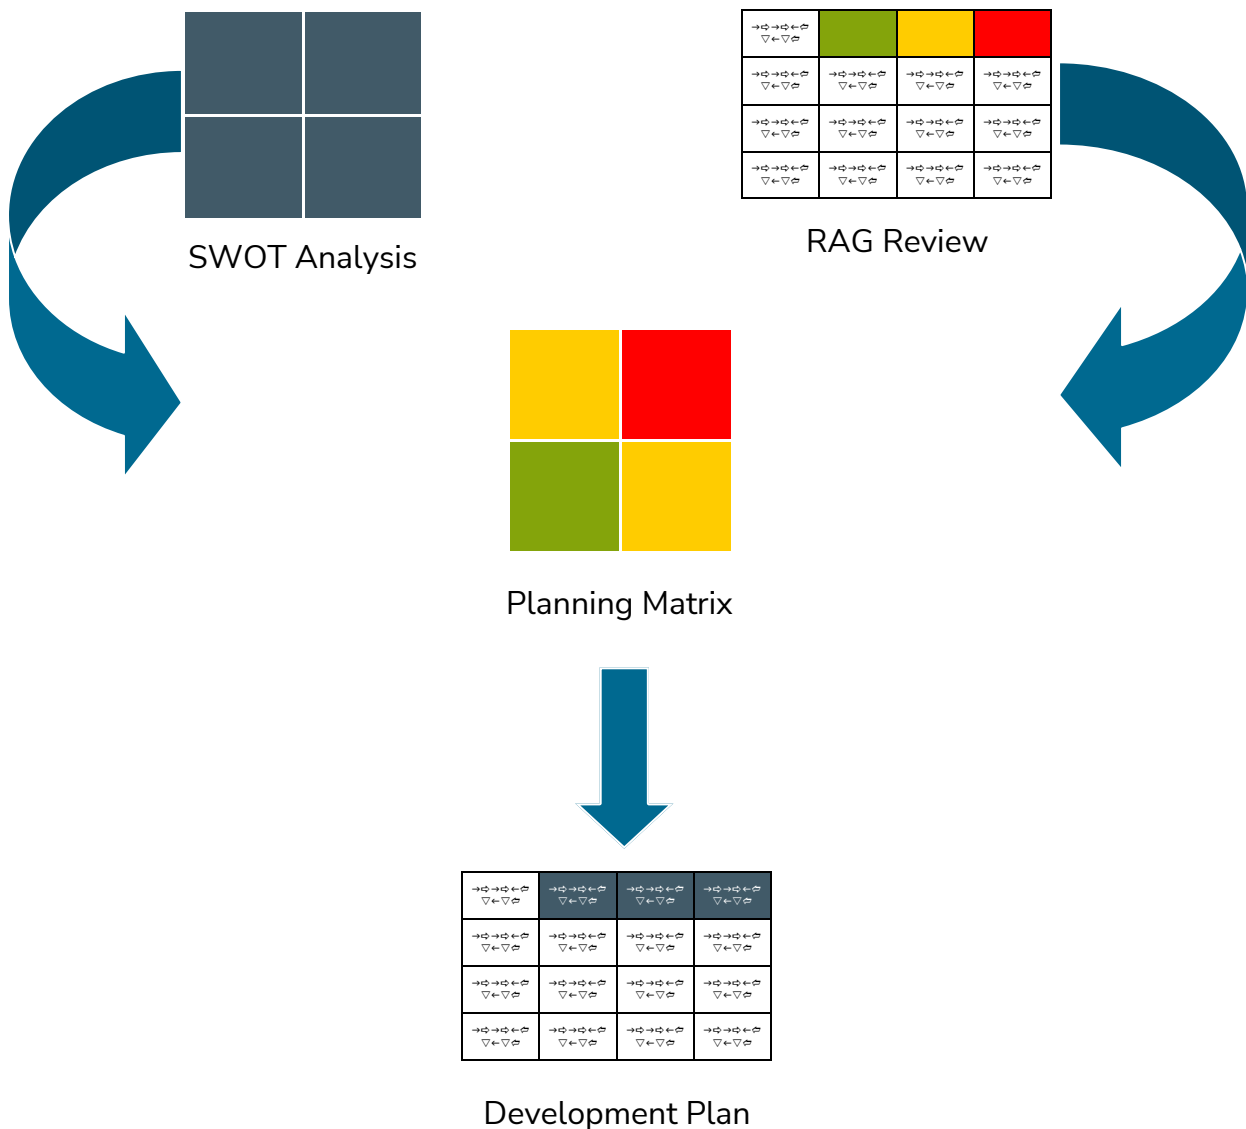 SWOT Analysis
RAG Review
Planning Matrix
Development Plan